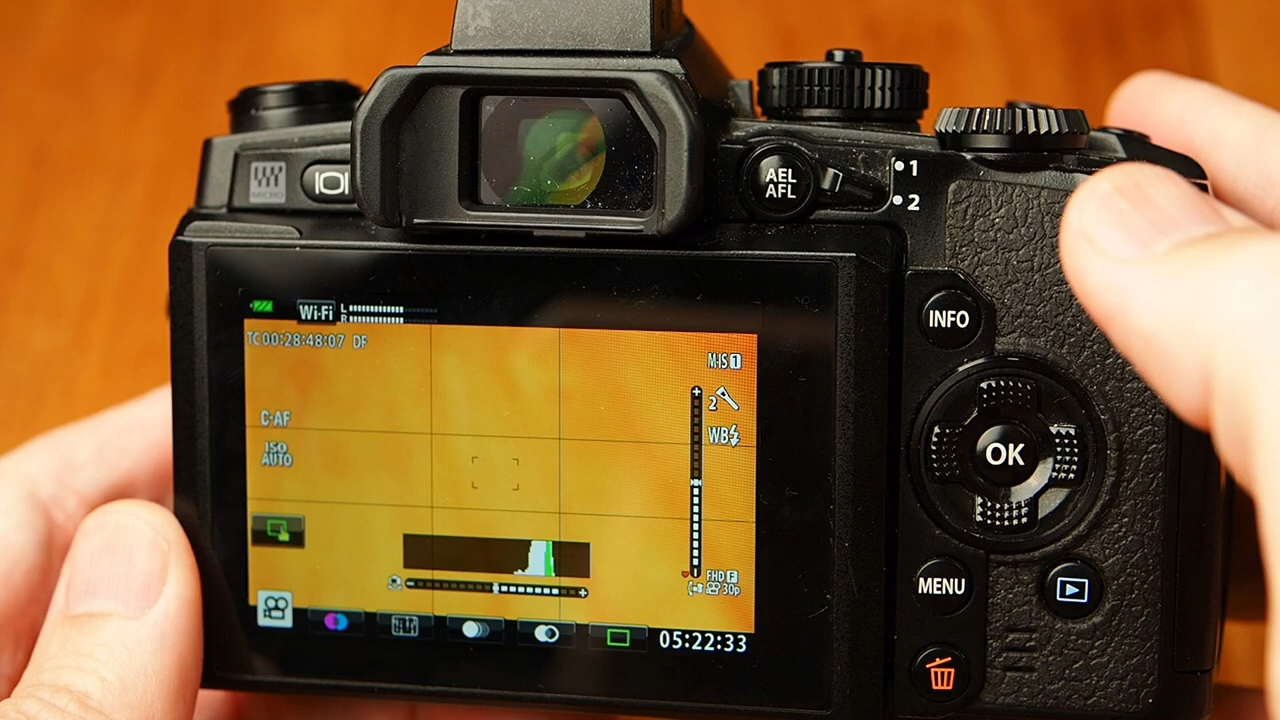 MICRO
AEL
AFL
1
2
Wi-Fi
L
R
TC 00:28:48:07 DF
M-IS 1
C-AF
2
ISO
AUTO
WB
FHD F
30p
05:22:33
INFO
OK
MENU